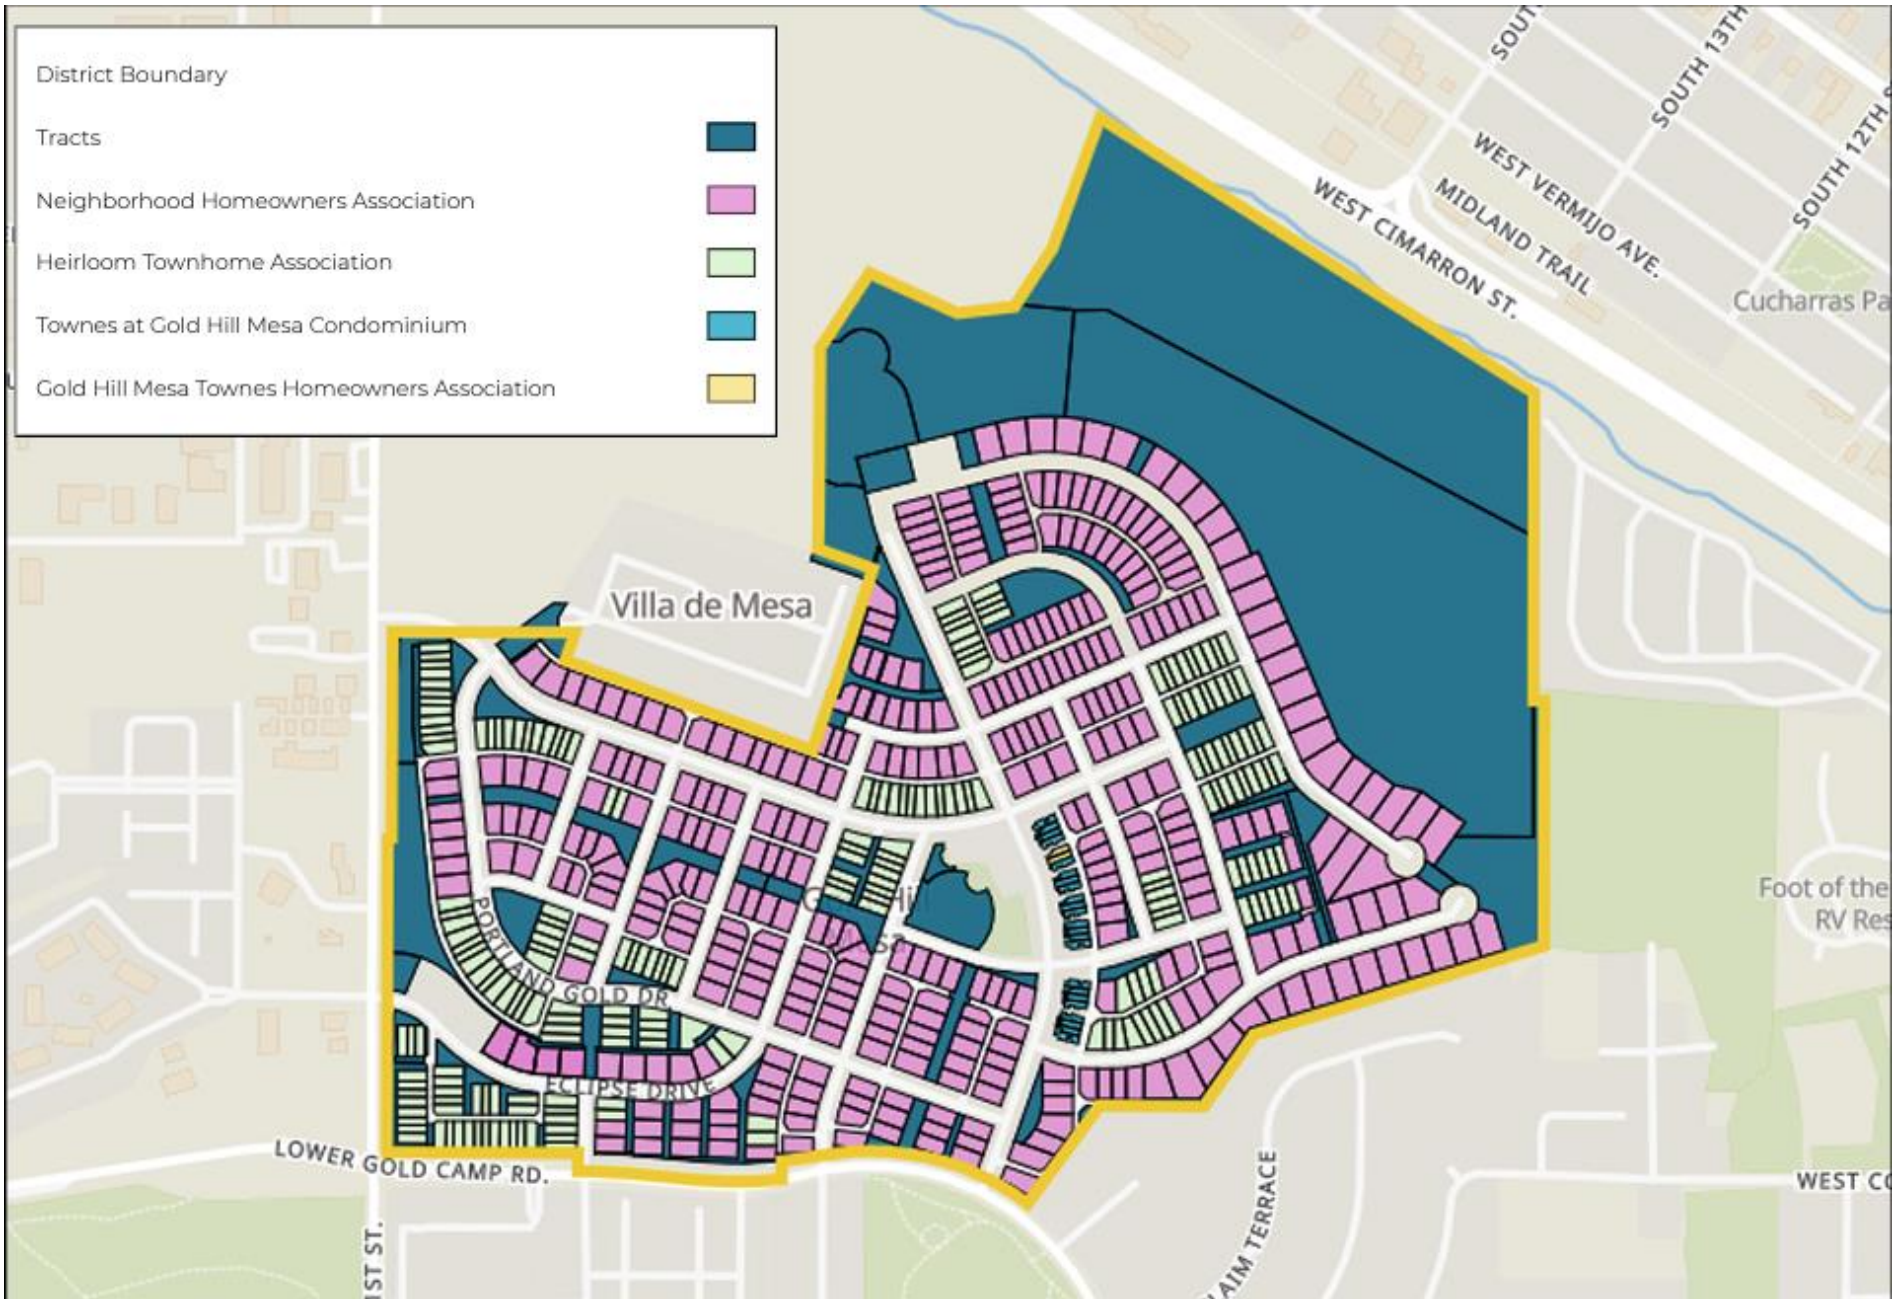 District Boundary
Tracts
Neighborhood Homeowners Association
Heirloom Townhome Association
Townes at Gold Hill Mesa Condominium
Gold Hill Mesa Townes Homeowners Association
SOUTH 13TH
SOUTH 12TH
WEST VERMIJO AVE.
MIDLAND TRAIL
WEST CIMARRON ST.
Cucharras Pa
Villa de Mesa
Foot of the
RV Res
PORTLAND GOLD DR
ECLIPSE DRIVE
LOWER GOLD CAMP RD.
WEST CO
AIM TERRACE
ST.